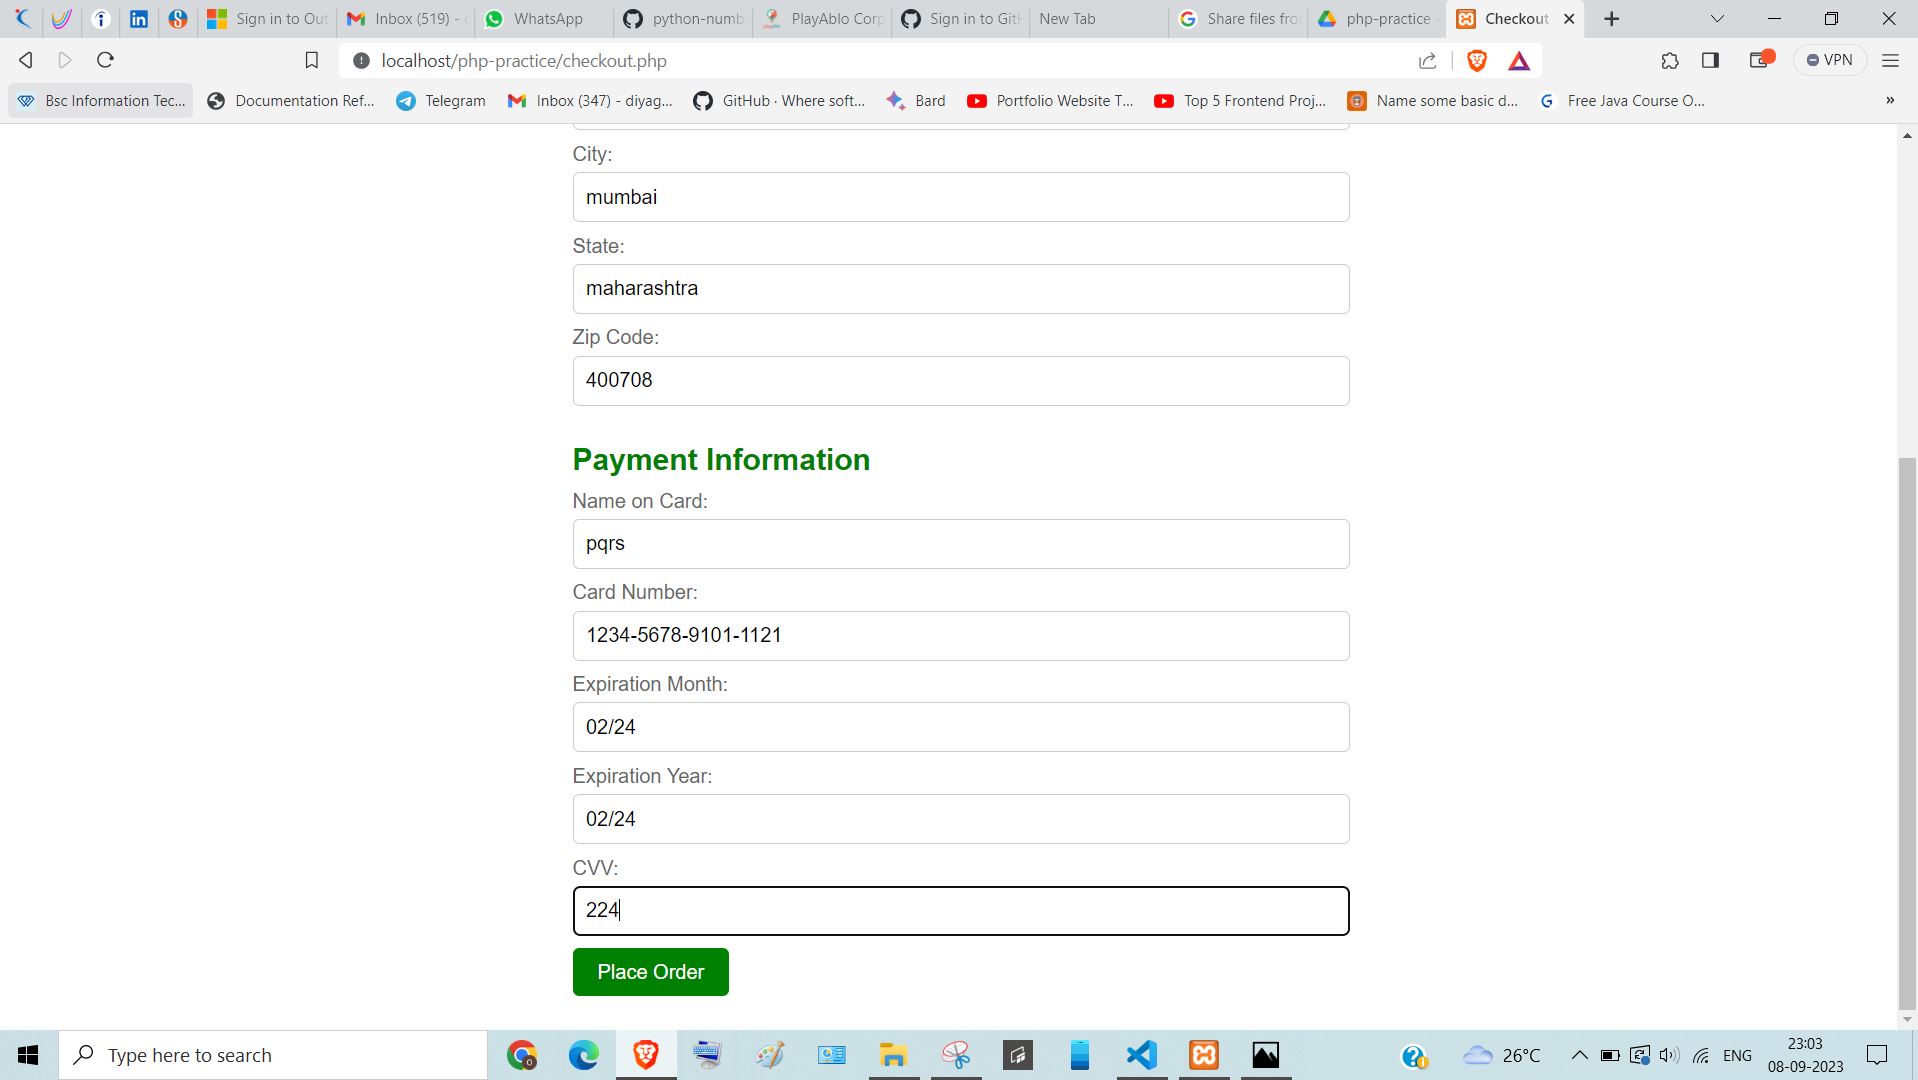 Sign in to Out
Inbox (519) - d
WhatsApp
python-numb
PlayAblo Corp
Sign in to GitH
New Tab
Share files fro
php-practice -
Checkout
localhost/php-practice/checkout.php
VPN
Bsc Information Tec...
Documentation Ref...
Telegram
Inbox (347) - diyag...
GitHub · Where soft...
Bard
Portfolio Website T...
Top 5 Frontend Proj...
Name some basic d...
Free Java Course O...
»
City:
mumbai
State:
maharashtra
Zip Code:
400708
Payment Information
Name on Card:
pqrs
Card Number:
1234-5678-9101-1121
Expiration Month:
02/24
Expiration Year:
02/24
CVV:
224
Place Order
Type here to search
26°C
ENG
23:03
08-09-2023